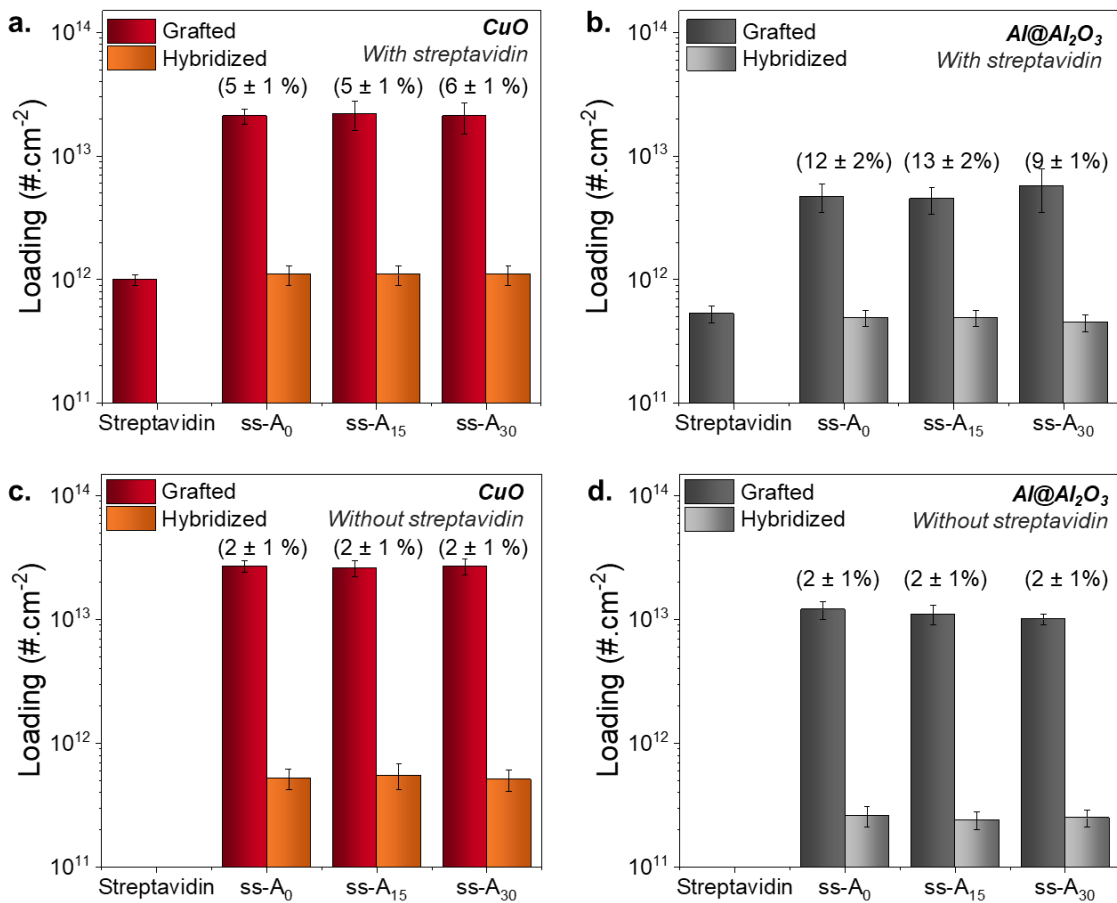 a.
Grafted
Hybridized
CuO
With streptavidin
(5 ± 1 %) (5 ± 1 %) (6 ± 1 %)
Loading (#.cm⁻²)
10¹⁴
10¹³
10¹²
10¹¹
Streptavidin ss-A₀ ss-A₁₅ ss-A₃₀
b.
Grafted
Hybridized
Al@Al₂O₃
With streptavidin
(12 ± 2%) (13 ± 2%) (9 ± 1%)
Loading (#.cm⁻²)
10¹⁴
10¹³
10¹²
10¹¹
Streptavidin ss-A₀ ss-A₁₅ ss-A₃₀
c.
Grafted
Hybridized
CuO
Without streptavidin
(2 ± 1 %) (2 ± 1 %) (2 ± 1 %)
Loading (#.cm⁻²)
10¹⁴
10¹³
10¹²
10¹¹
Streptavidin ss-A₀ ss-A₁₅ ss-A₃₀
d.
Grafted
Hybridized
Al@Al₂O₃
Without streptavidin
(2 ± 1%) (2 ± 1%) (2 ± 1%)
Loading (#.cm⁻²)
10¹⁴
10¹³
10¹²
10¹¹
Streptavidin ss-A₀ ss-A₁₅ ss-A₃₀